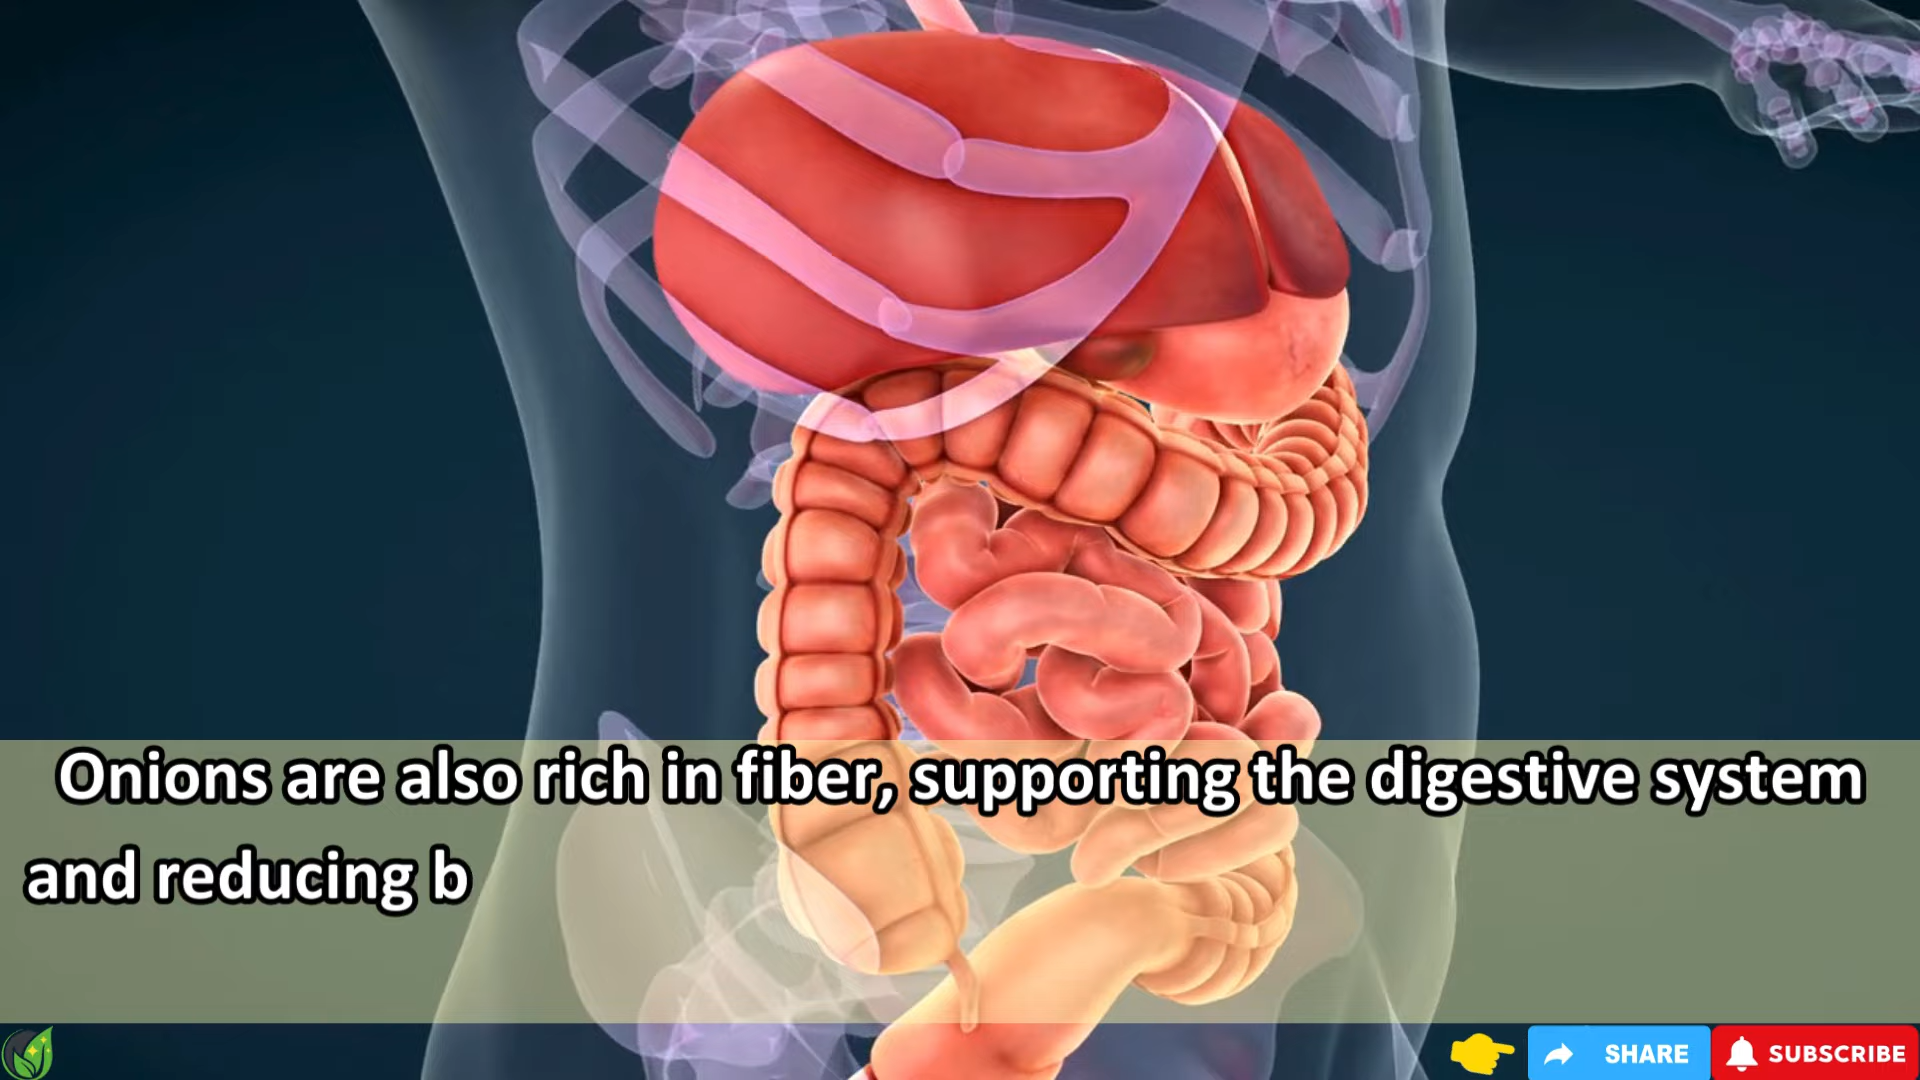 Onions are also rich in fiber, supporting the digestive system
and reducing b
SHARE
SUBSCRIBE